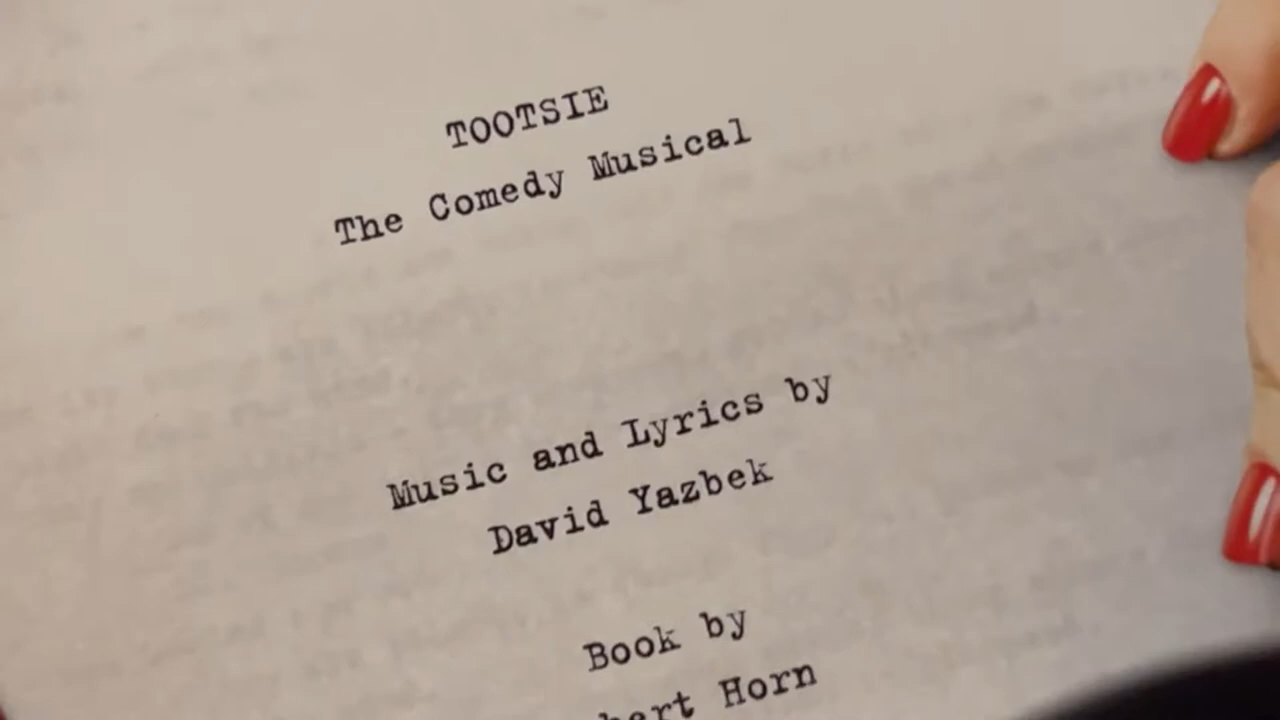 TOOTSIE
The Comedy Musical
Music and Lyrics by
David Yazbek
Book by
Horn